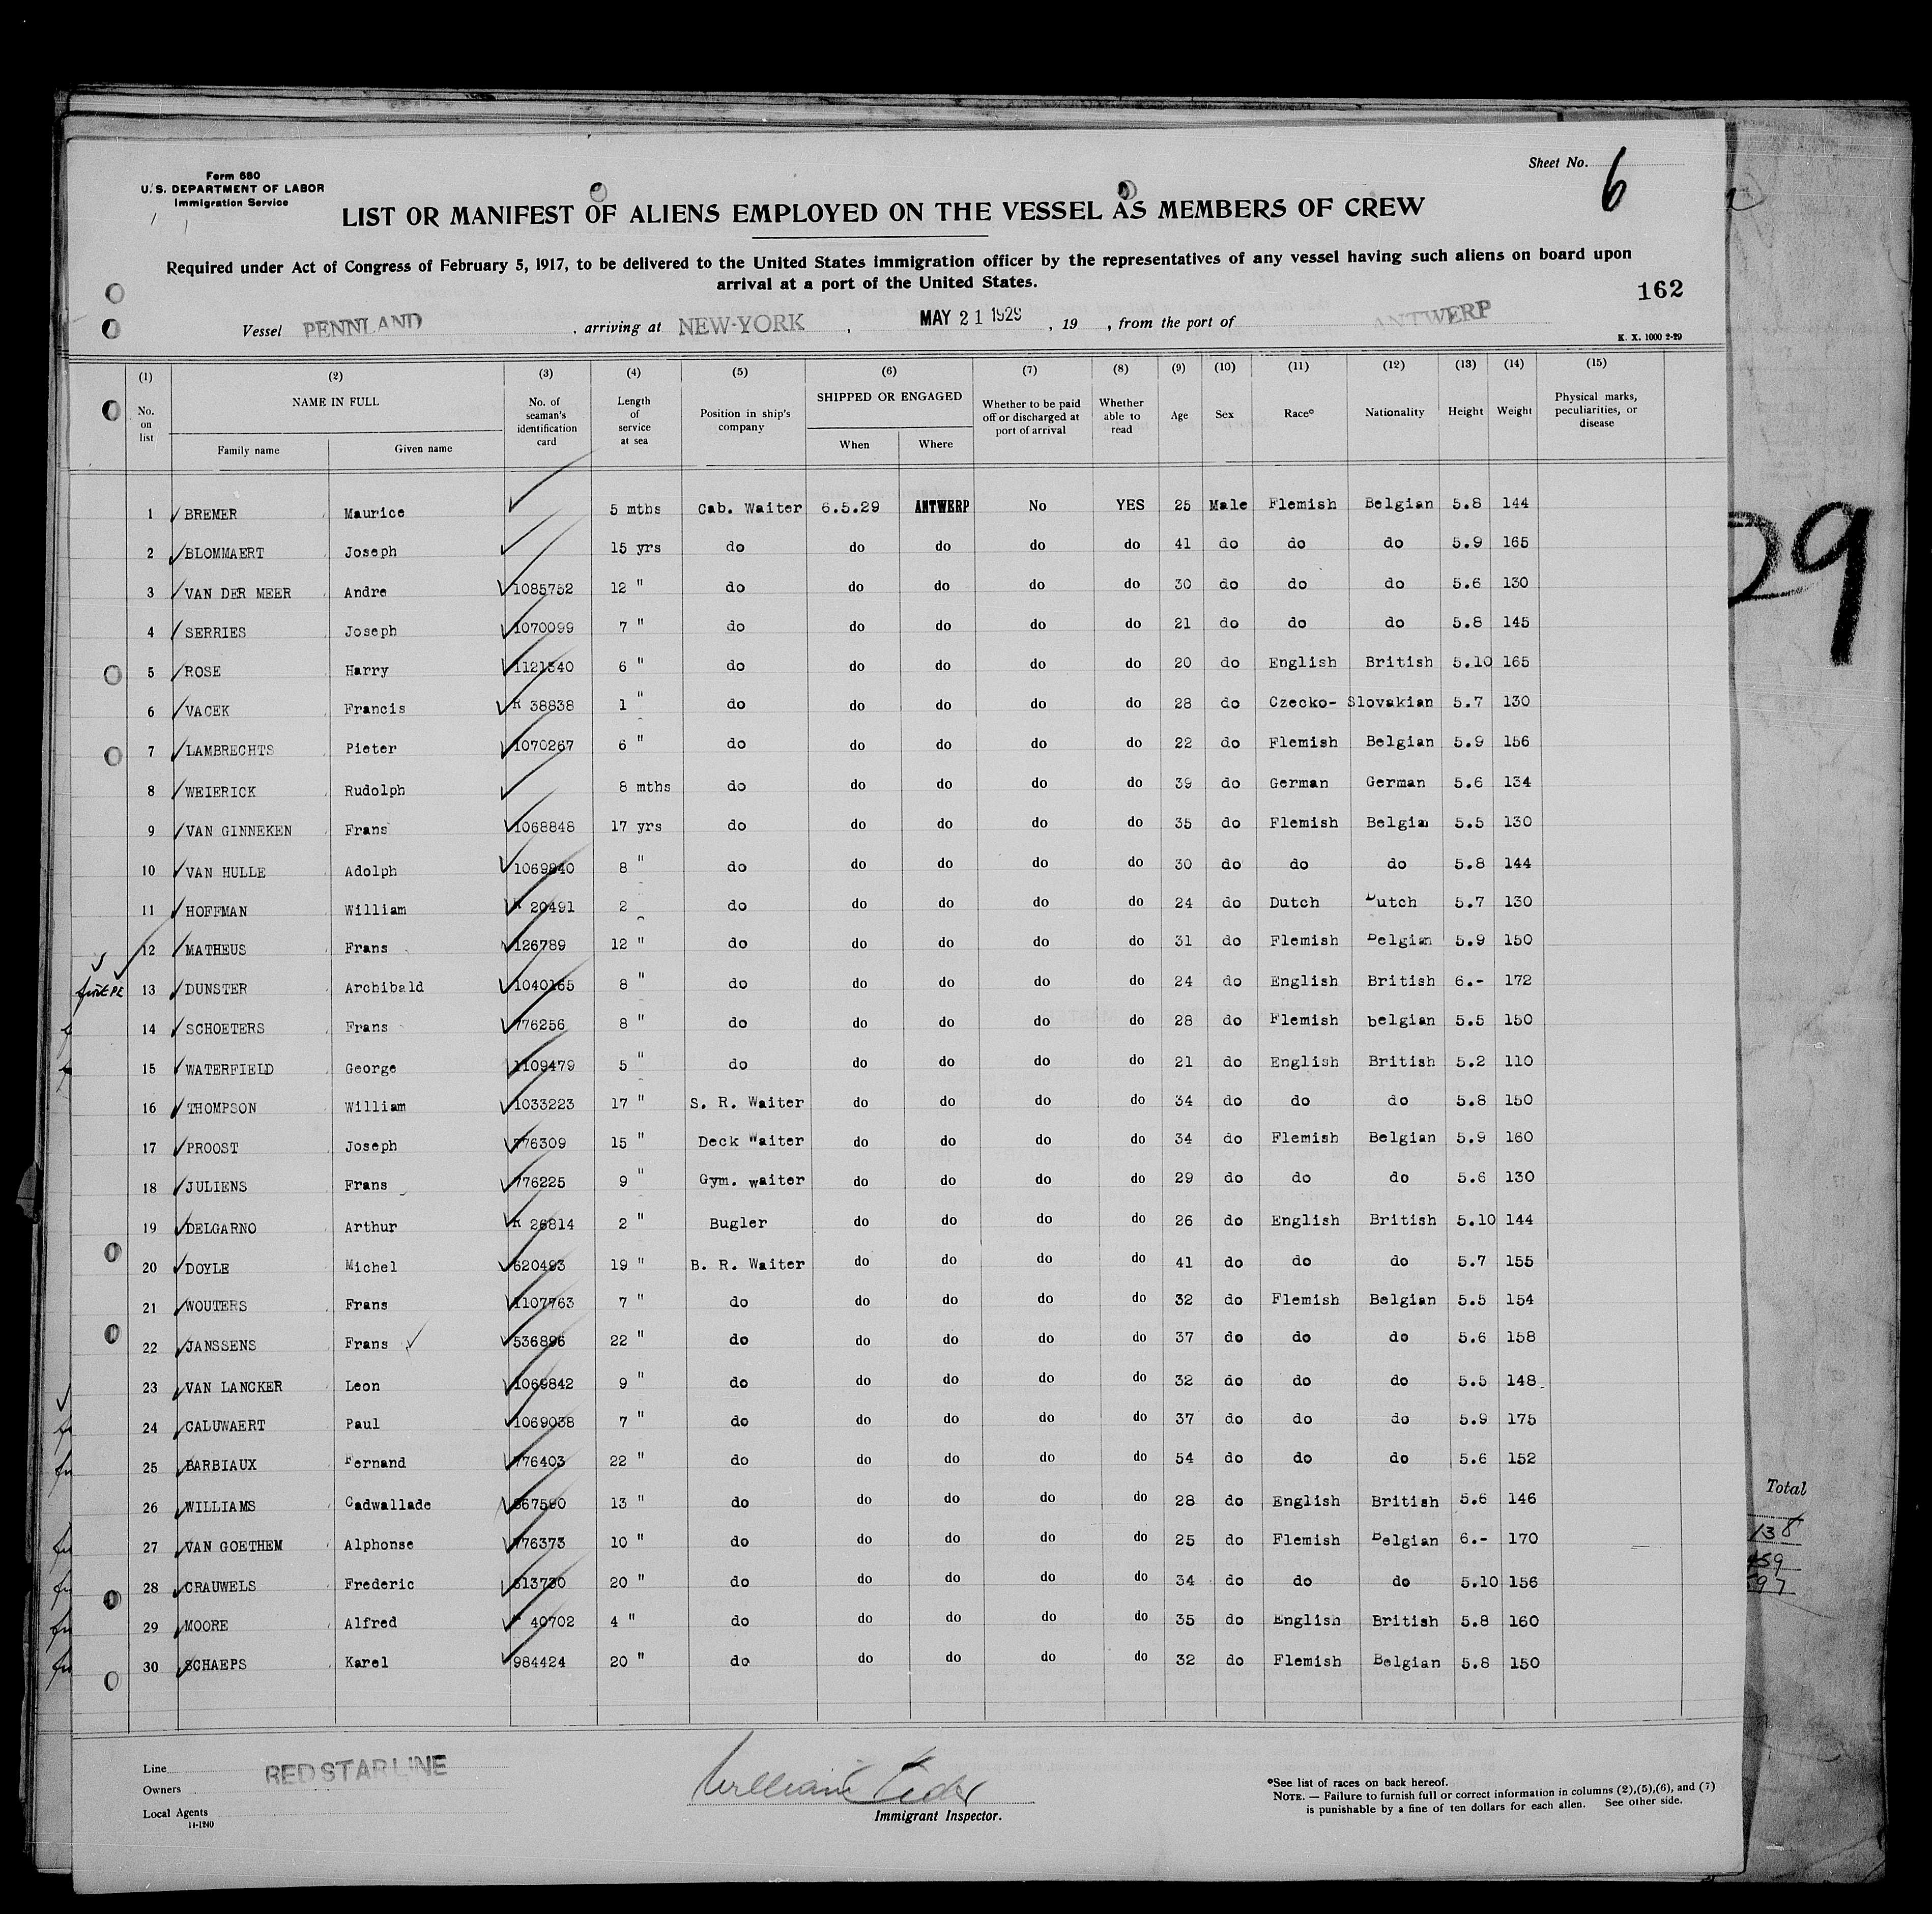 Form 680
U. S. DEPARTMENT OF LABOR
Immigration Service
Sheet No. 6
LIST OR MANIFEST OF ALIENS EMPLOYED ON THE VESSEL AS MEMBERS OF CREW
Required under Act of Congress of February 5, 1917, to be delivered to the United States immigration officer by the representatives of any vessel having such aliens on board upon
arrival at a port of the United States.
162
Vessel PENNLAND, arriving at NEW-YORK, MAY 21 1929, 19 , from the port of ANTWERP
K. X. 1000 2-29
(1) (2) (3) (4) (5) (6) (7) (8) (9) (10) (11) (12) (13) (14) (15)
No. on list NAME IN FULL Family name Given name No. of seaman's identification card Length of service at sea Position in ship's company SHIPPED OR ENGAGED When Where Whether to be paid off or discharged at port of arrival Whether able to read Age Sex Race* Nationality Height Weight Physical marks, peculiarities, or disease
1 BREMER Maurice 5 mths Cab. Waiter 6.5.29 ANTWERP No YES 25 Male Flemish Belgian 5.8 144
2 BLOMMAERT Joseph 15 yrs do do do do do 41 do do do 5.9 165
3 VAN DER MEER Andre 1085752 12 " do do do do do 30 do do do 5.6 130
4 SERRIES Joseph 1070099 7 " do do do do do 21 do do do 5.8 145
5 ROSE Harry 1121340 6 " do do do do do 20 do English British 5.10 165
6 VACEK Francis R 38838 1 " do do do do do 28 do Czecko- Slovakian 5.7 130
7 LAMBRECHTS Pieter 1070267 6 " do do do do do 22 do Flemish Belgian 5.9 156
8 WEIERICK Rudolph 8 mths do do do do do 39 do German German 5.6 134
9 VAN GINNEKEN Frans 1068848 17 yrs do do do do do 35 do Flemish Belgian 5.5 130
10 VAN HULLE Adolph 1069840 8 " do do do do do 30 do do do 5.8 144
11 HOFFMAN William R 20491 2 do do do do do 24 do Dutch Dutch 5.7 130
12 MATHEUS Frans 126789 12 " do do do do do 31 do Flemish Belgian 5.9 150
13 DUNSTER Archibald 1040165 8 " do do do do do 24 do English British 6.- 172
14 SCHOETERS Frans 776256 8 " do do do do do 28 do Flemish belgian 5.5 150
15 WATERFIELD George 1109479 5 " do do do do do 21 do English British 5.2 110
16 THOMPSON William 1033223 17 " S. R. Waiter do do do do 34 do do do 5.8 150
17 PROOST Joseph 776309 15 " Deck Waiter do do do do 34 do Flemish Belgian 5.9 160
18 JULIENS Frans 776225 9 " Gym. waiter do do do do 29 do do do 5.6 130
19 DELGARNO Arthur R 26814 2 " Bugler do do do do 26 do English British 5.10 144
20 DOYLE Michel 620493 19 " B. R. Waiter do do do do 41 do do do 5.7 155
21 WOUTERS Frans 1107763 7 " do do do do do 32 do Flemish Belgian 5.5 154
22 JANSSENS Frans 536896 22 " do do do do do 37 do do do 5.6 158
23 VAN LANCKER Leon 1069842 9 " do do do do do 32 do do do 5.5 148
24 CALUWAERT Paul 1069038 7 " do do do do do 37 do do do 5.9 175
25 BARBIAUX Fernand 776403 22 " do do do do do 54 do do do 5.6 152
26 WILLIAMS Cadwallade 867590 13 " do do do do do 28 do English British 5.6 146
27 VAN GOETHEM Alphonse 776373 10 " do do do do do 25 do Flemish Belgian 6.- 170
28 CRAUWELS Frederic 613730 20 " do do do do do 34 do do do 5.10 156
29 MOORE Alfred 40702 4 " do do do do do 35 do English British 5.8 160
30 SCHAEPS Karel 984424 20 " do do do do do 32 do Flemish Belgian 5.8 150
29
Total
138
459
597
Line RED STAR LINE
Owners
Local Agents
14-1240
William
Immigrant Inspector.
*See list of races on back hereof.
NOTE. — Failure to furnish full or correct information in columns (2),(5),(6), and (7)
is punishable by a fine of ten dollars for each alien. See other side.